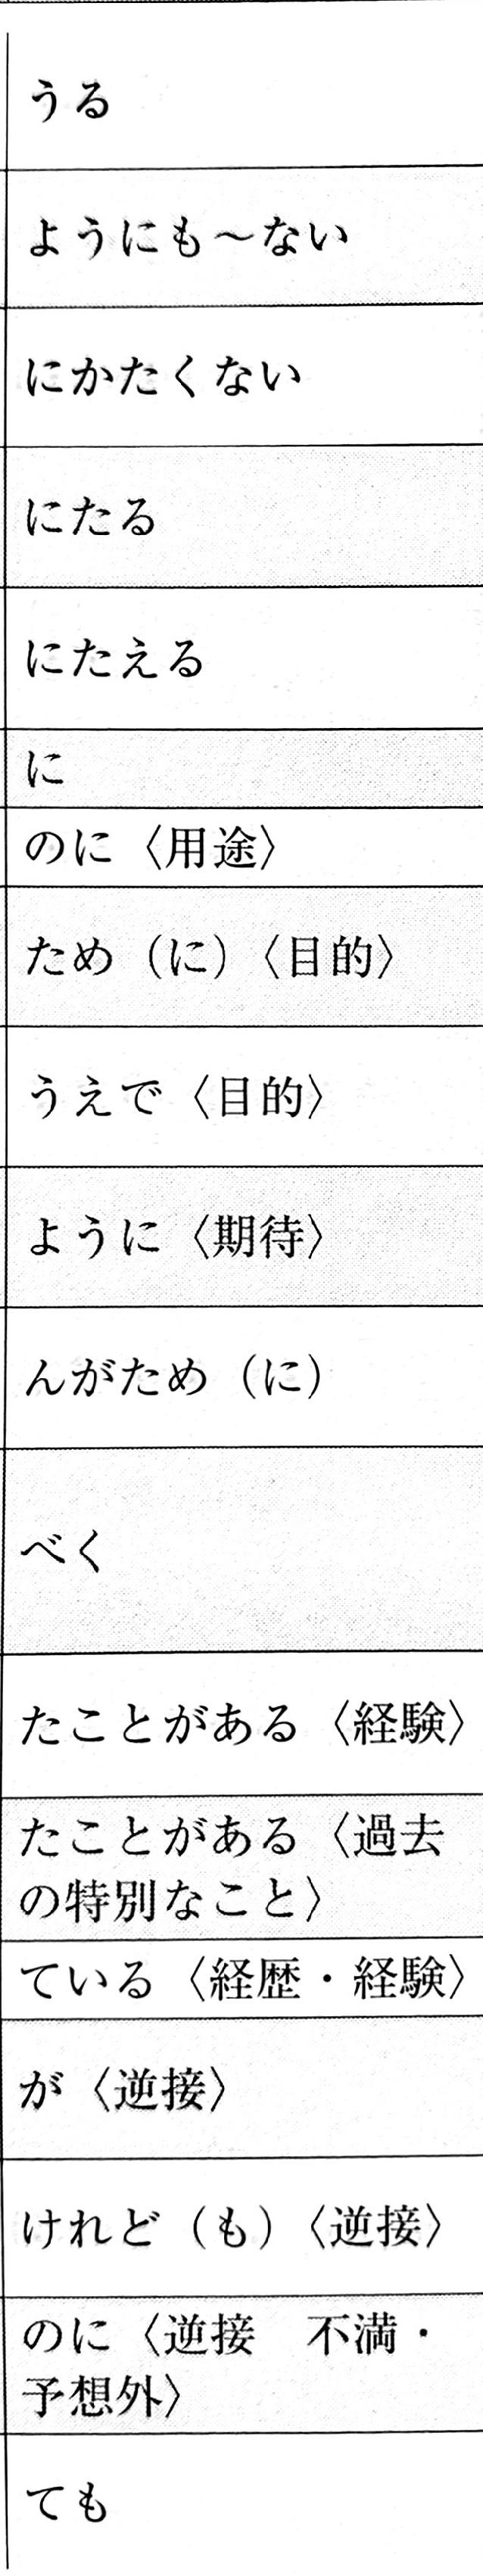 うる
ようにも～ない
にかたくない
にたる
にたえる
に
のに〈用途〉
ため（に）〈目的〉
うえで〈目的〉
ように〈期待〉
んがため（に）
べく
たことがある〈経験〉
たことがある〈過去
の特別なこと〉
ている〈経歴・経験〉
が〈逆接〉
けれど（も）〈逆接〉
のに〈逆接　不満・
予想外〉
ても